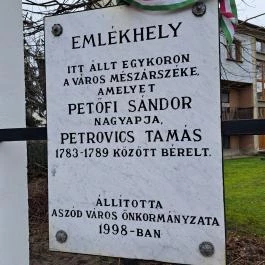 EMLÉKHELY
ITT ÁLLT EGYKORON
A VÁROS MÉSZÁRSZÉKE,
AMELYET
PETŐFI SÁNDOR
NAGYAPJA,
PETROVICS TAMÁS
1783-1789 KÖZÖTT BÉRELT.
ÁLLÍTOTTA
ASZÓD VÁROS ÖNKORMÁNYZATA
1998-BAN